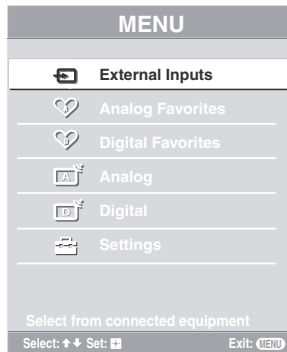 MENU
External Inputs
Analog Favorites
Digital Favorites
A Analog
D Digital
Settings
Select from connected equipment
Select: Set: Exit: MENU